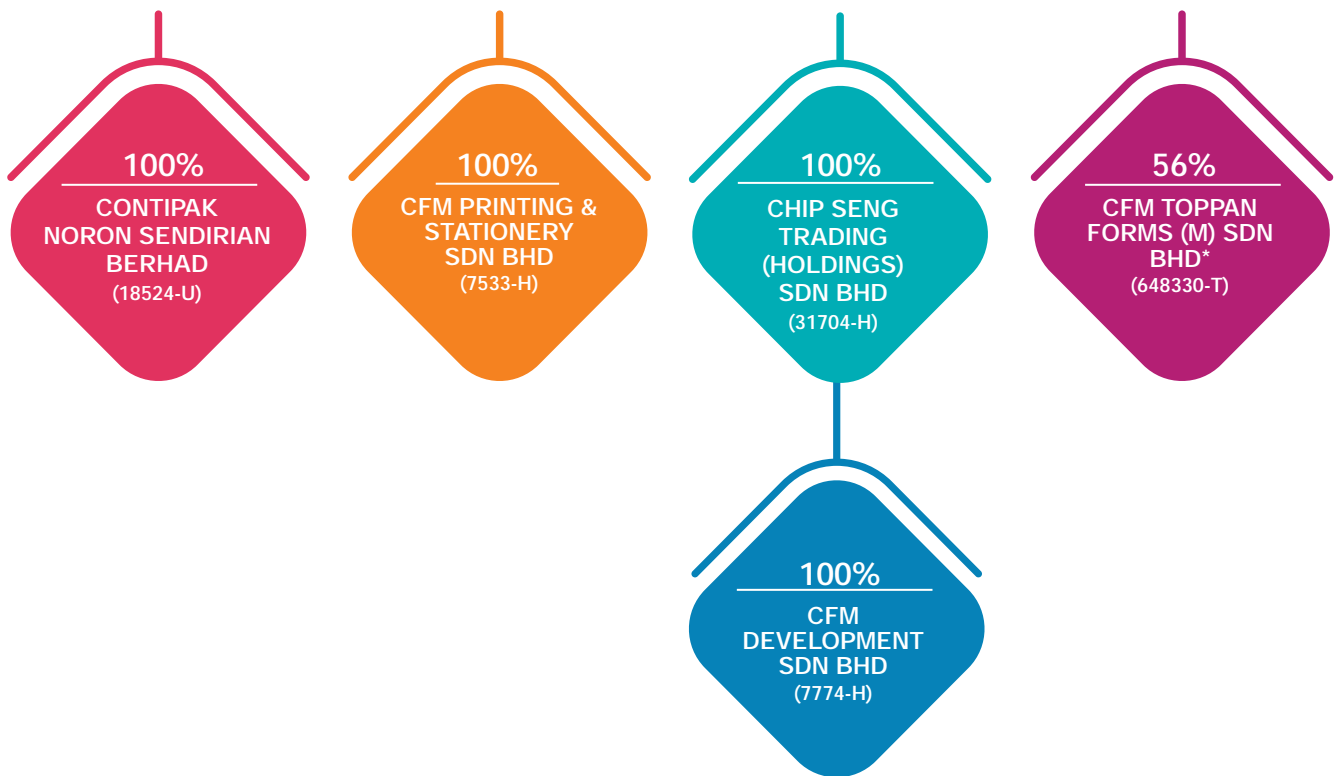 100%
CONTIPAK
NORON SENDIRIAN
BERHAD
(18524-U)
100%
CFM PRINTING &
STATIONERY
SDN BHD
(7533-H)
100%
CHIP SENG
TRADING
(HOLDINGS)
SDN BHD
(31704-H)
56%
CFM TOPPAN
FORMS (M) SDN
BHD*
(648330-T)
100%
CFM
DEVELOPMENT
SDN BHD
(7774-H)